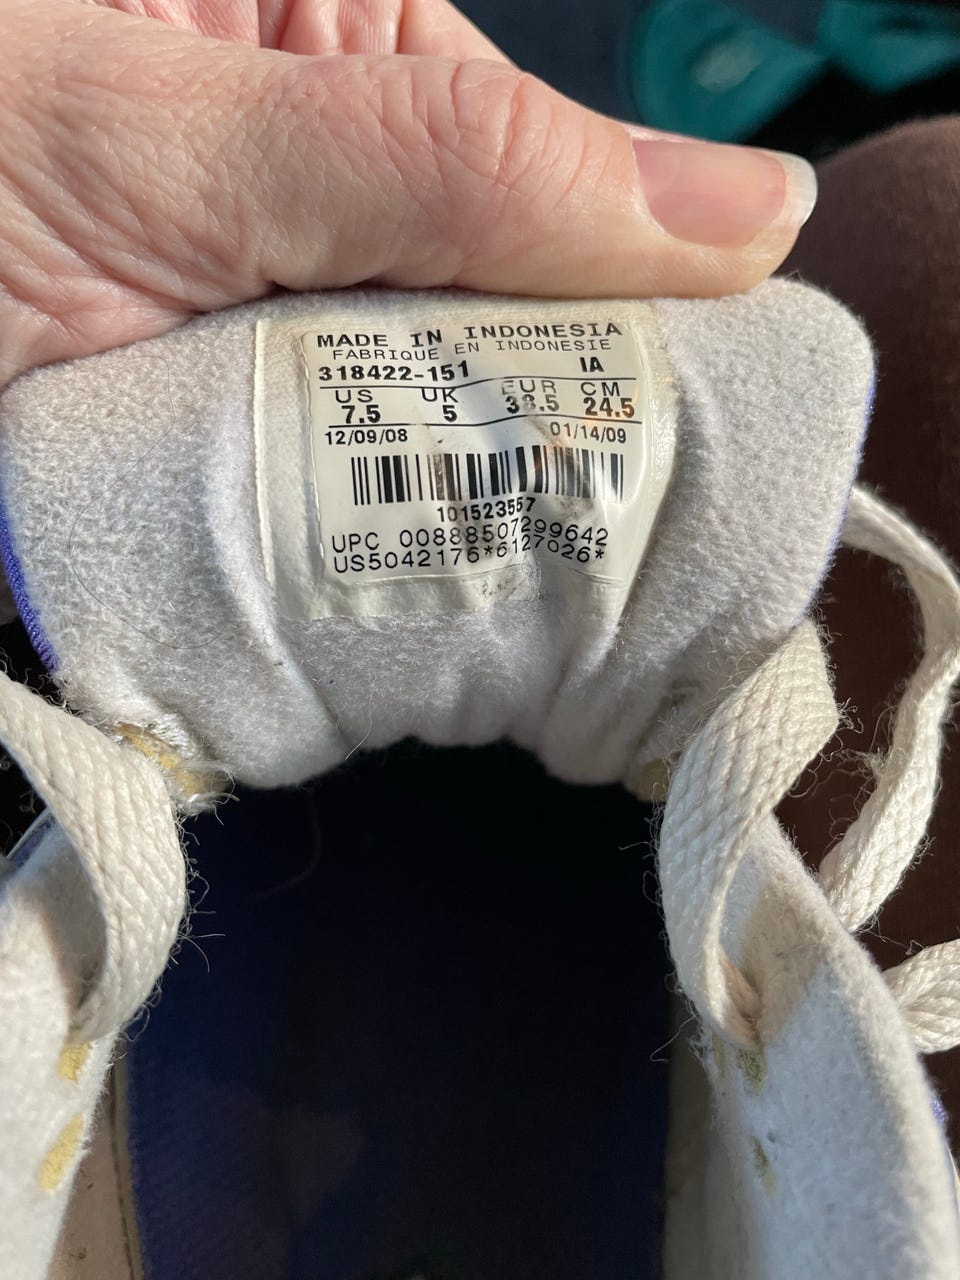 MADE IN INDONESIA
FABRIQUE EN INDONESIE
318422-151 IA
US UK EUR CM
7.5 5 38.5 24.5
12/09/08 01/14/09
101523557
UPC 00888507299642
US5042176*6127026*